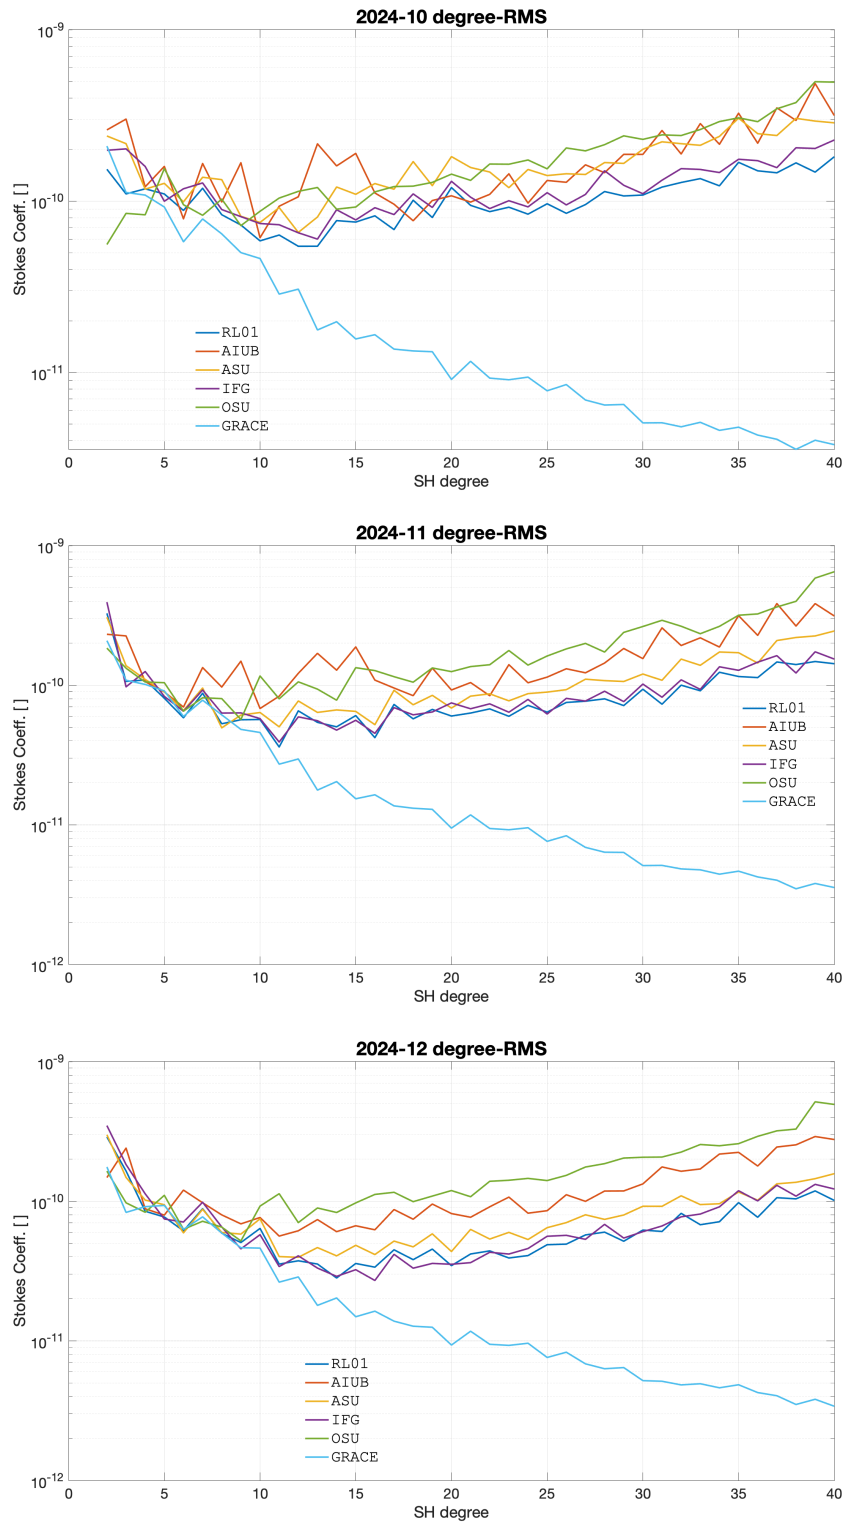 2024-10 degree-RMS
10-9
10-10
10-11
Stokes Coeff. [ ]
RL01
AIUB
ASU
IFG
OSU
GRACE
0 5 10 15 20 25 30 35 40
SH degree
2024-11 degree-RMS
10-9
10-10
10-11
10-12
Stokes Coeff. [ ]
RL01
AIUB
ASU
IFG
OSU
GRACE
0 5 10 15 20 25 30 35 40
SH degree
2024-12 degree-RMS
10-9
10-10
10-11
10-12
Stokes Coeff. [ ]
RL01
AIUB
ASU
IFG
OSU
GRACE
0 5 10 15 20 25 30 35 40
SH degree